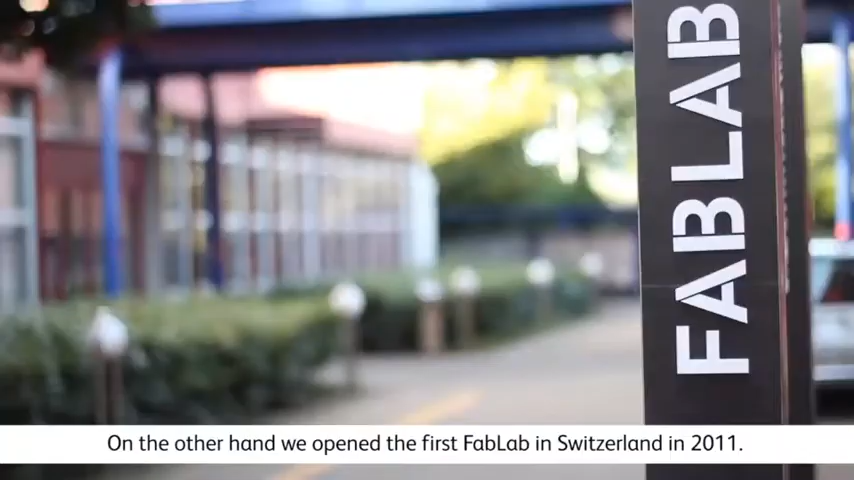 FABLAB
On the other hand we opened the first FabLab in Switzerland in 2011.